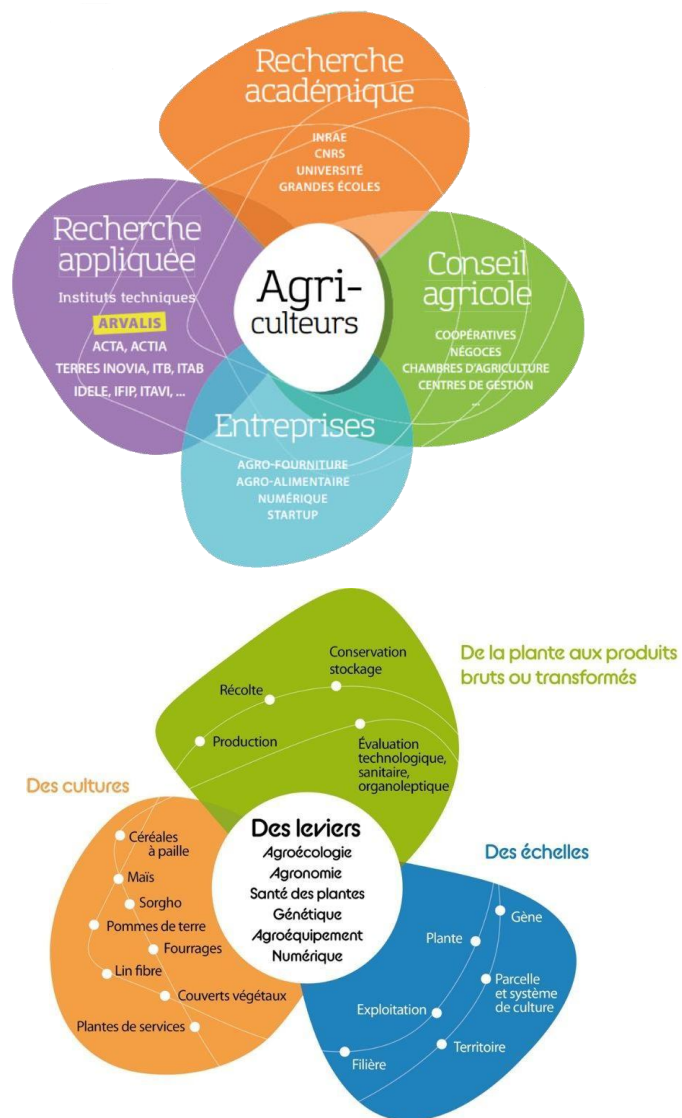 Recherche
académique
INRAE
CNRS
UNIVERSITÉ
GRANDES ÉCOLES
Recherche
appliquée
Instituts techniques
ARVALIS
ACTA, ACTIA
TERRES INOVIA, ITB, ITAB
IDELE, IFIP, ITAVI, ...
Agri-
culteurs
Conseil
agricole
COOPÉRATIVES
NÉGOCES
CHAMBRES D'AGRICULTURE
CENTRES DE GESTION
...
Entreprises
AGRO-FOURNITURE
AGRO-ALIMENTAIRE
NUMÉRIQUE
STARTUP
De la plante aux produits
bruts ou transformés
Conservation
stockage
Récolte
Production
Évaluation
technologique,
sanitaire,
organoleptique
Des cultures
Céréales
à paille
Maïs
Sorgho
Pommes de terre
Fourrages
Lin fibre
Couverts végétaux
Plantes de services
Des leviers
Agroécologie
Agronomie
Santé des plantes
Génétique
Agroéquipement
Numérique
Des échelles
Gène
Plante
Parcelle
et système
de culture
Exploitation
Territoire
Filière